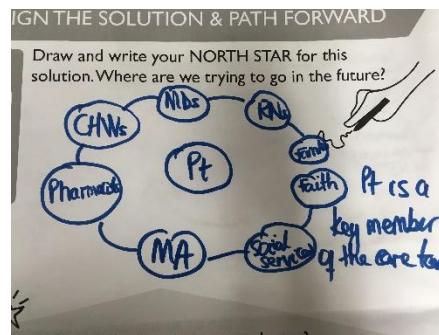 IGN THE SOLUTION & PATH FORWARD
Draw and write your NORTH STAR for this
solution. Where are we trying to go in the future?
MDs
RNs
CHWs
Family
Pt
Pharmacists
Faith
Pt is a
key member
of the care
MA
Social
services